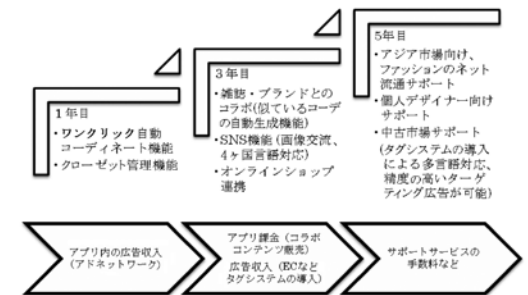 1年目
・ワンクリック自動
コーディネート機能
・クローゼット管理機能
3年目
・雑誌・ブランドとの
コラボ(似ているコーデ
の自動生成機能)
・SNS機能(画像交流、
4ヶ国言語対応)
・オンラインショップ
連携
5年目
・アジア市場向け、
ファッションのネット
流通サポート
・個人デザイナー向け
サポート
・中古市場サポート
(タグシステムの導入
による多言語対応、
精度の高いターゲ
ティング広告が可能)
アプリ内の広告収入
(アドネットワーク)
アプリ課金(コラボ
コンテンツ販売)
広告収入(ECなど
タグシステムの導入)
サポートサービスの
手数料など